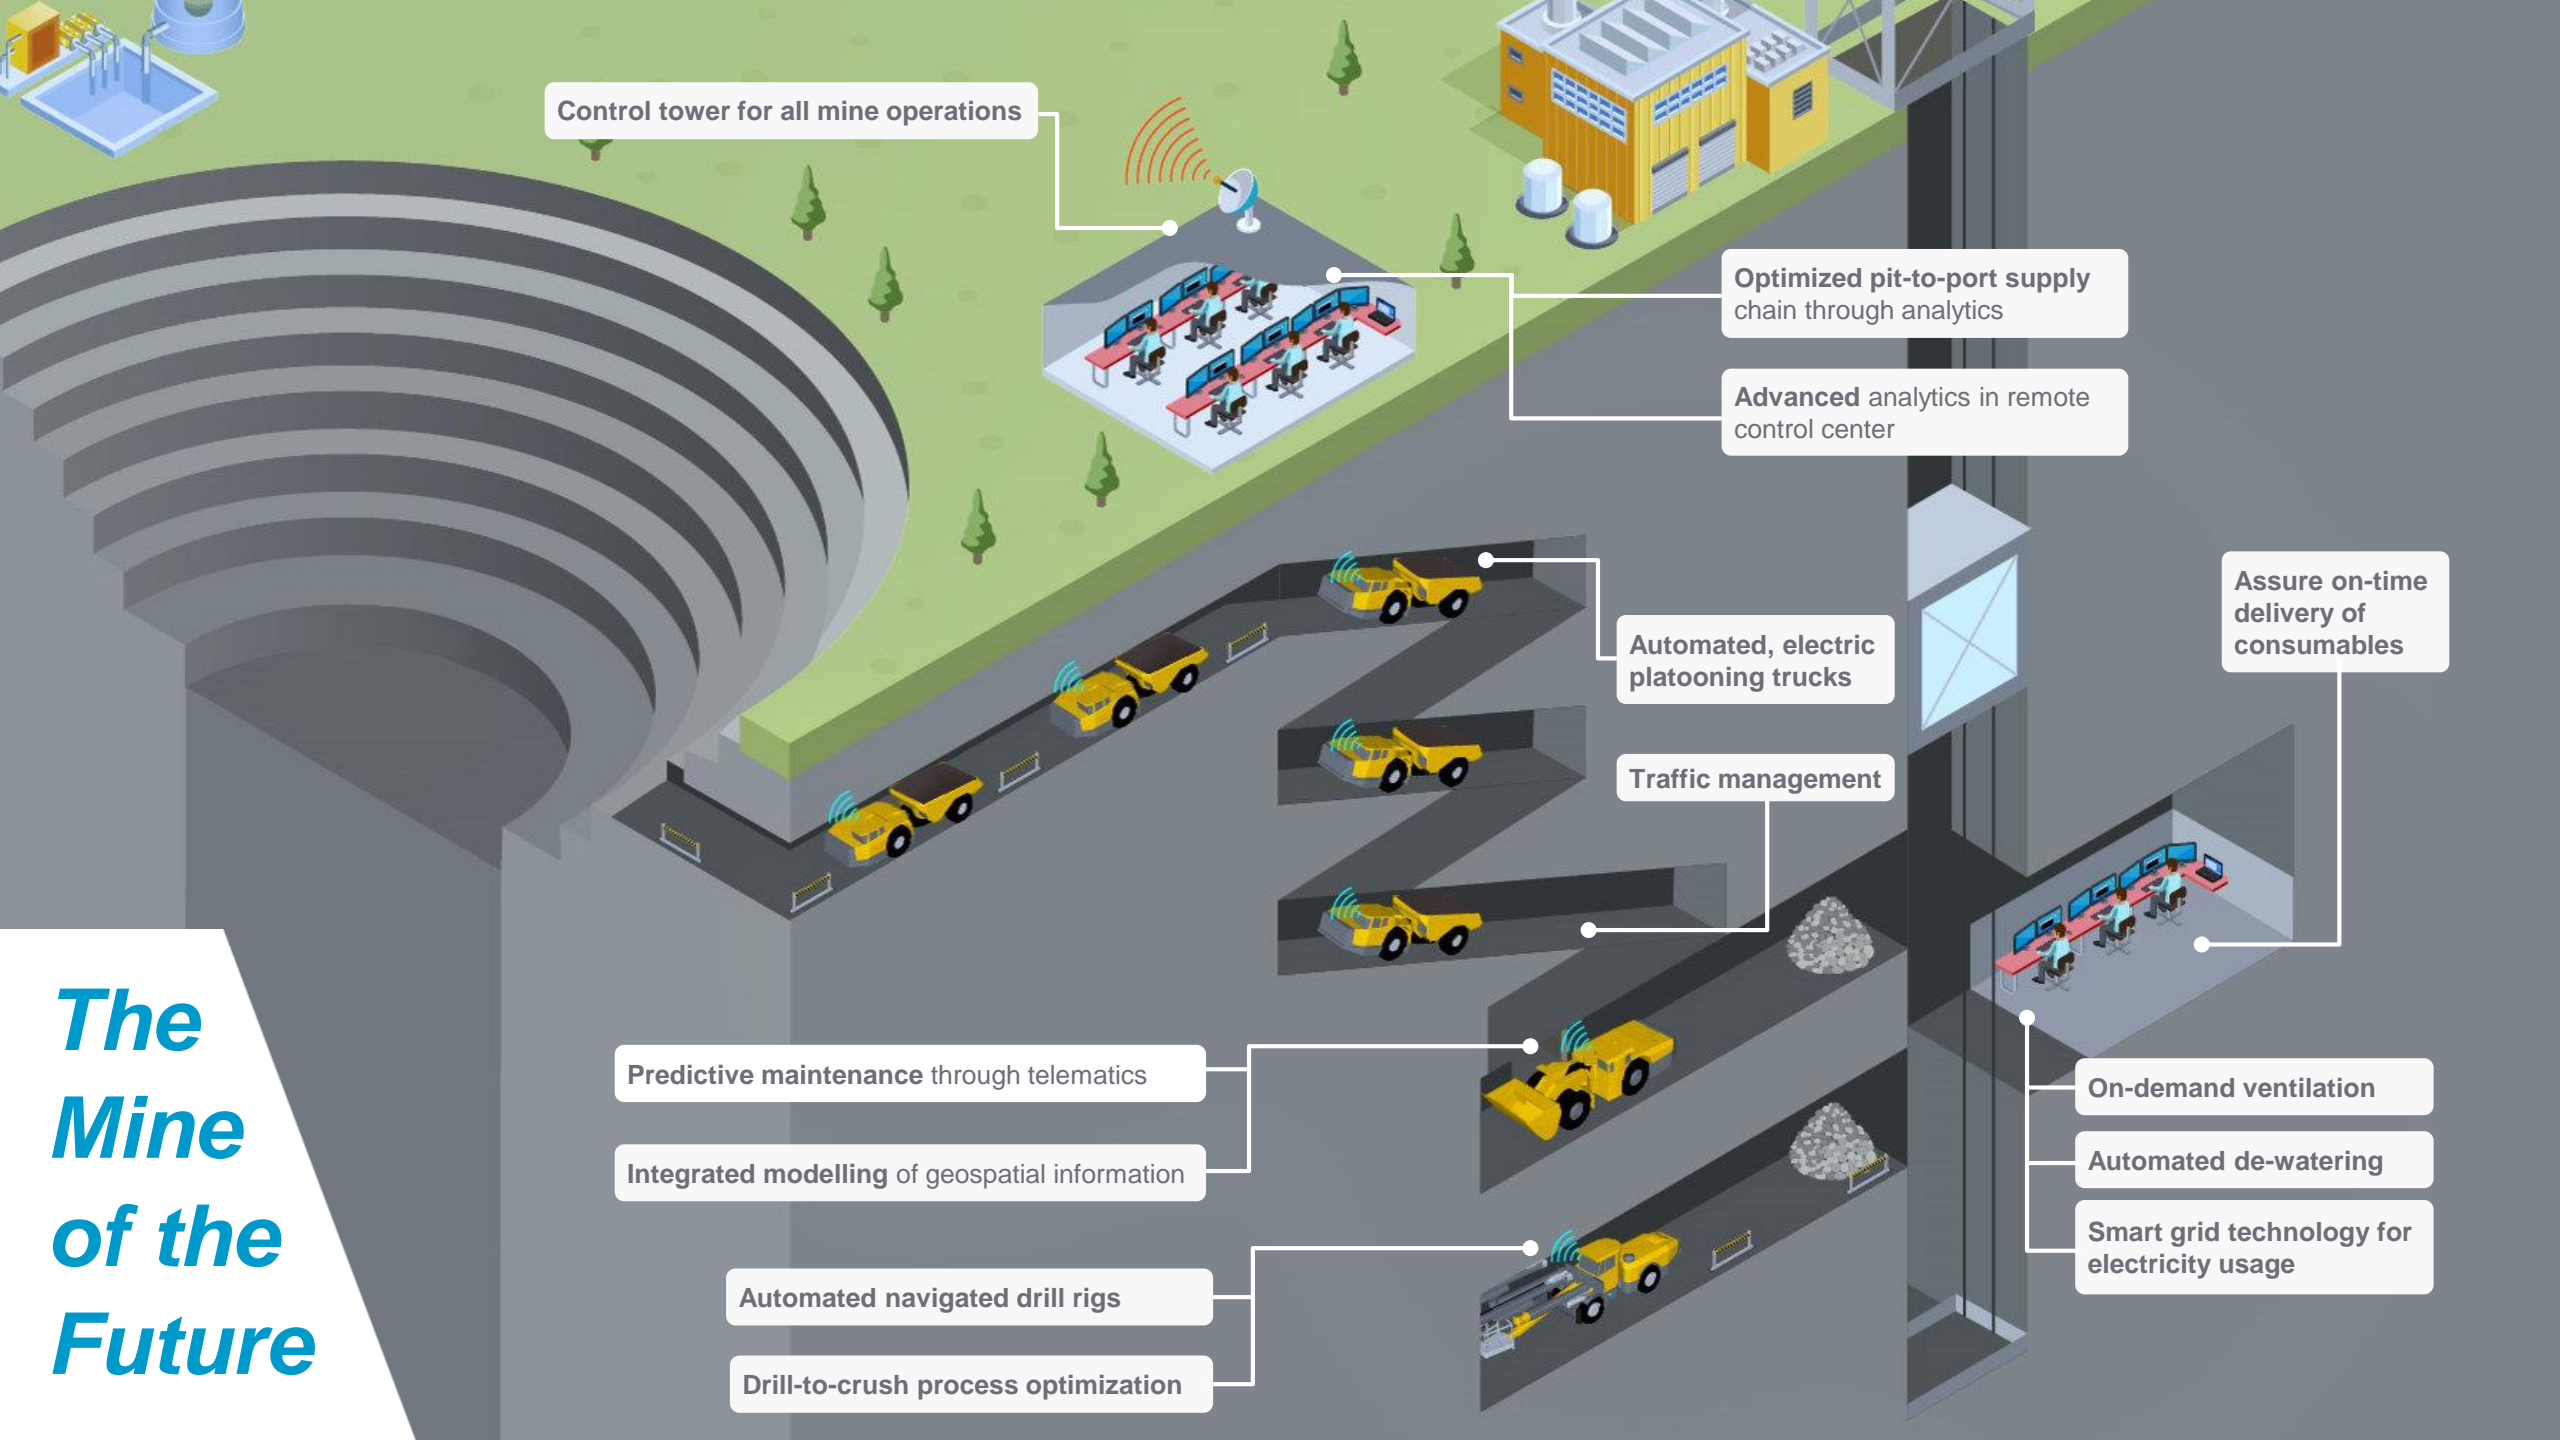 Control tower for all mine operations
Optimized pit-to-port supply
chain through analytics
Advanced analytics in remote
control center
Assure on-time
delivery of
consumables
Automated, electric
platooning trucks
Traffic management
Predictive maintenance through telematics
Integrated modelling of geospatial information
On-demand ventilation
Automated de-watering
Smart grid technology for
electricity usage
Automated navigated drill rigs
Drill-to-crush process optimization
The
Mine
of the
Future